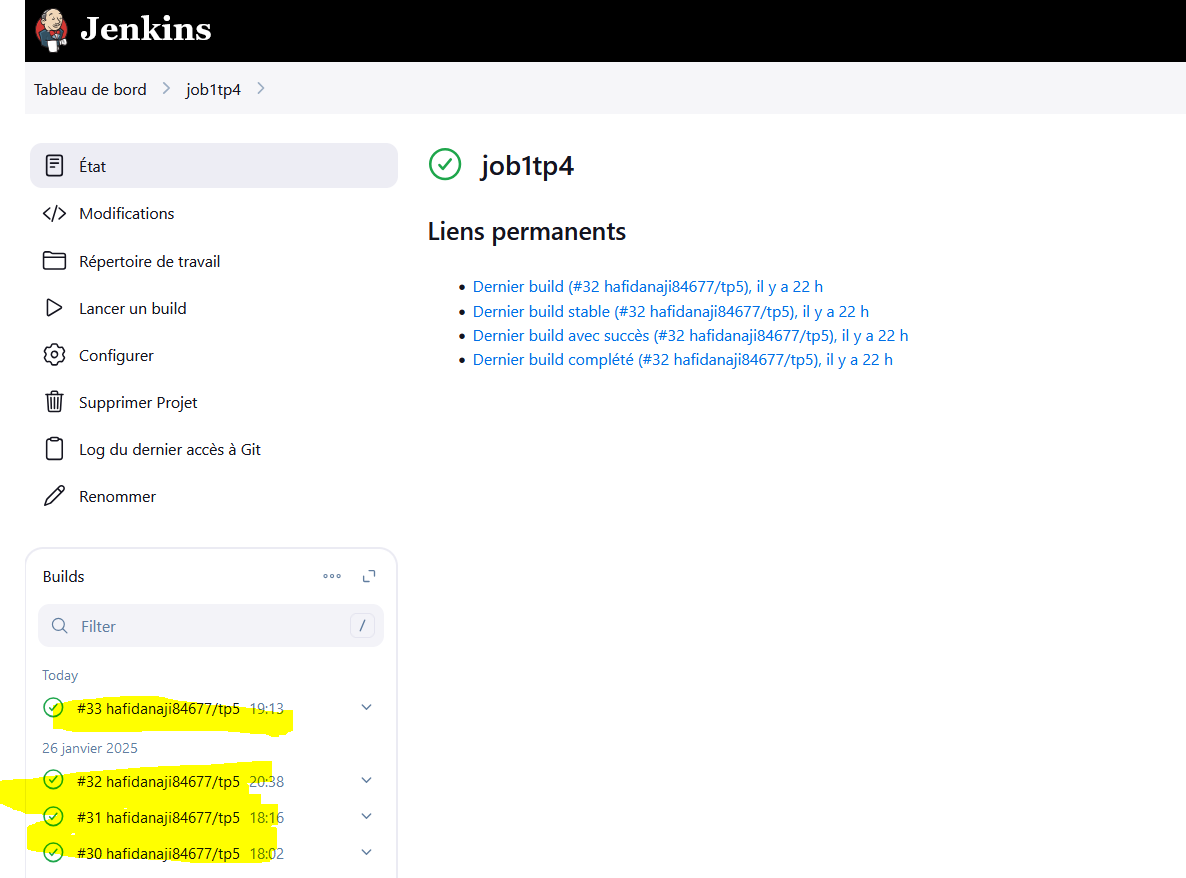 Jenkins
Tableau de bord > job1tp4 >
État
Modifications
Répertoire de travail
Lancer un build
Configurer
Supprimer Projet
Log du dernier accès à Git
Renommer
job1tp4
Liens permanents
Dernier build (#32 hafidanaji84677/tp5), il y a 22 h
Dernier build stable (#32 hafidanaji84677/tp5), il y a 22 h
Dernier build avec succès (#32 hafidanaji84677/tp5), il y a 22 h
Dernier build complété (#32 hafidanaji84677/tp5), il y a 22 h
Builds
Filter /
Today
#33 hafidanaji84677/tp5 19:13
26 janvier 2025
#32 hafidanaji84677/tp5 20:38
#31 hafidanaji84677/tp5 18:16
#30 hafidanaji84677/tp5 18:02